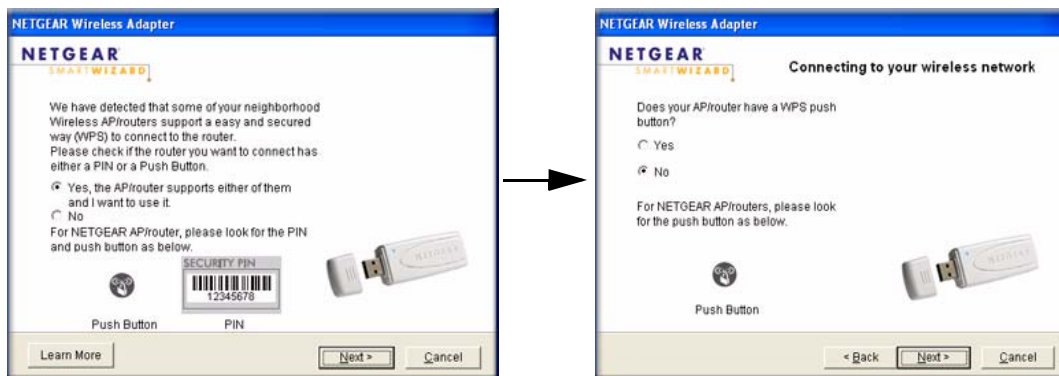 NETGEAR Wireless Adapter
NETGEAR
SMARTWIZARD
We have detected that some of your neighborhood
Wireless AP/routers support a easy and secured
way (WPS) to connect to the router.
Please check if the router you want to connect has
either a PIN or a Push Button.
Yes, the AP/router supports either of them
and I want to use it.
No
For NETGEAR AP/router, please look for the PIN
and push button as below.
SECURITY PIN
12345678
Push Button
PIN
NETGEAR
Learn More
Next >
Cancel
NETGEAR Wireless Adapter
NETGEAR
SMARTWIZARD
Connecting to your wireless network
Does your AP/router have a WPS push
button?
Yes
No
For NETGEAR AP/routers, please look
for the push button as below.
Push Button
NETGEAR
< Back
Next >
Cancel